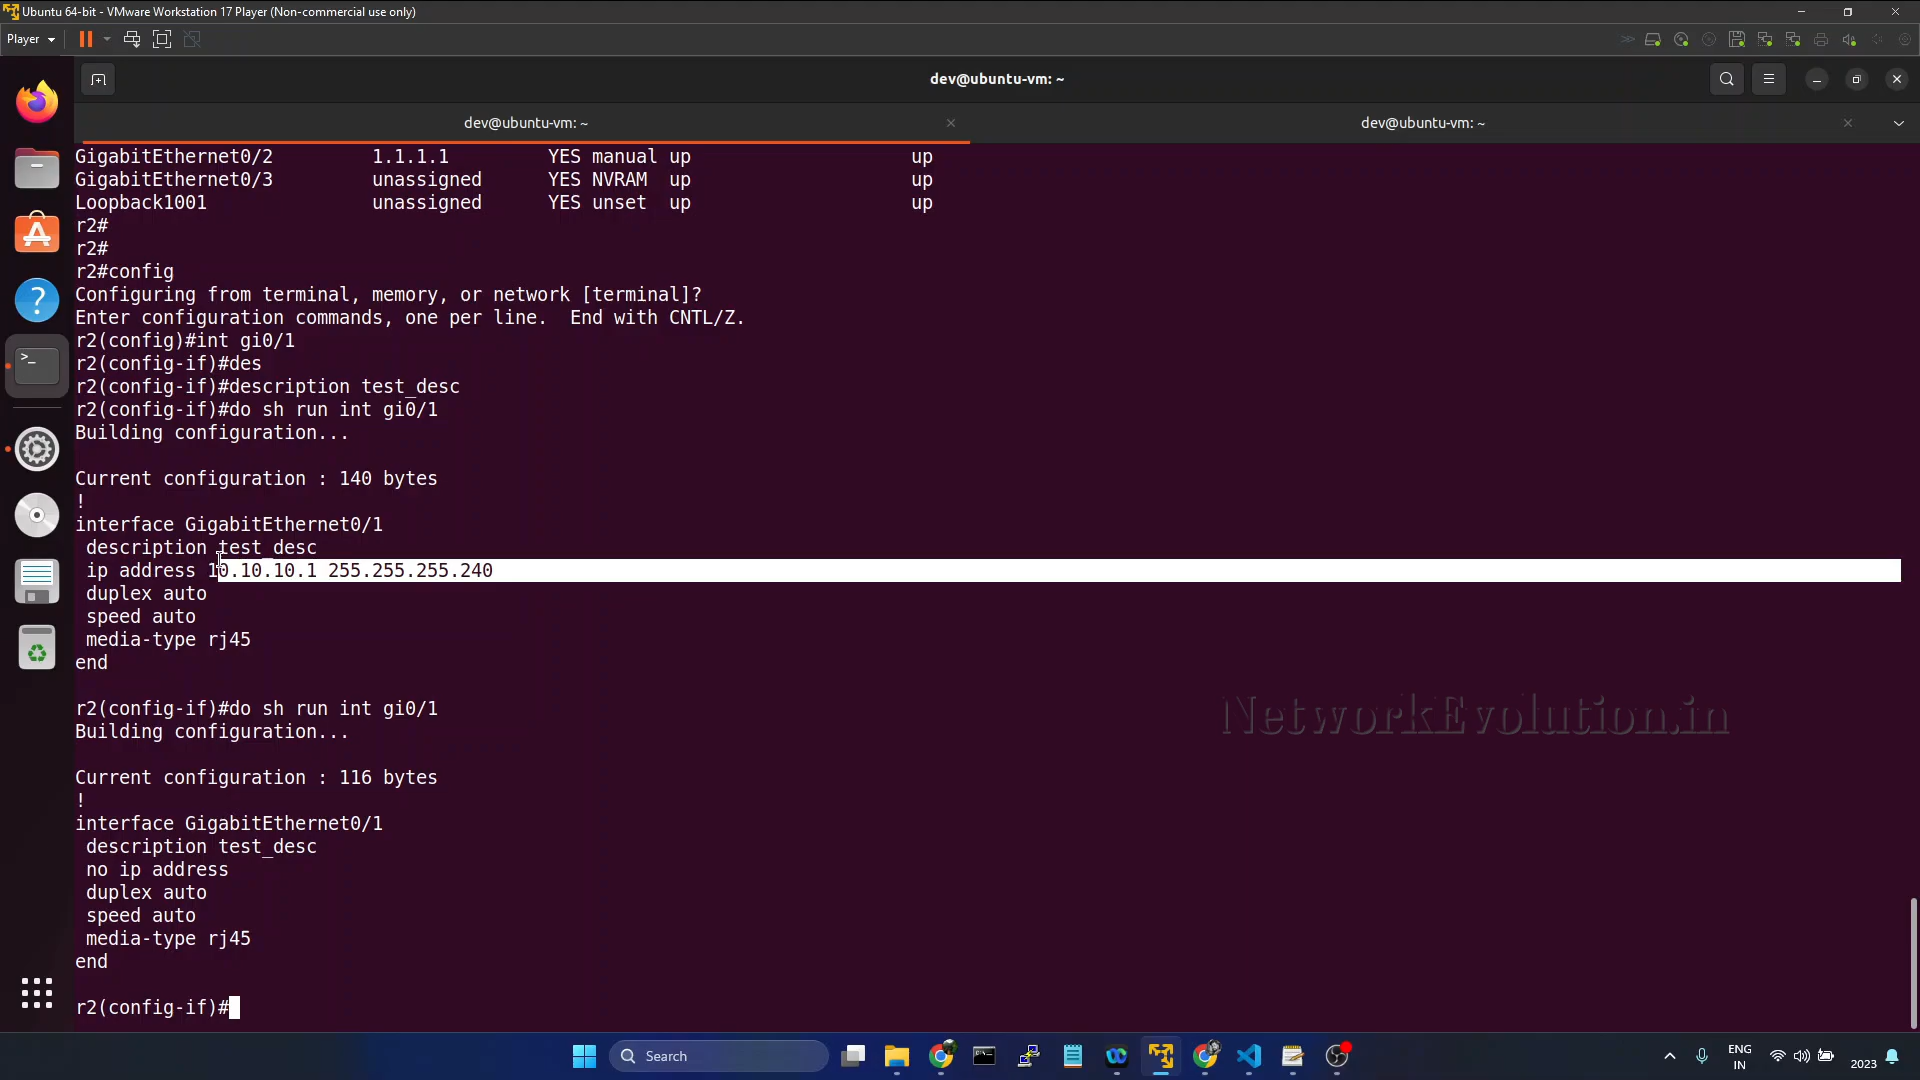 Ubuntu 64-bit - VMware Workstation 17 Player (Non-commercial use only)
Player
dev@ubuntu-vm: ~
dev@ubuntu-vm: ~
dev@ubuntu-vm: ~
GigabitEthernet0/2         1.1.1.1         YES manual up                    up
GigabitEthernet0/3         unassigned      YES NVRAM  up                    up
Loopback1001               unassigned      YES unset  up                    up
r2#
r2#
r2#config
Configuring from terminal, memory, or network [terminal]?
Enter configuration commands, one per line.  End with CNTL/Z.
r2(config)#int gi0/1
r2(config-if)#des
r2(config-if)#description test_desc
r2(config-if)#do sh run int gi0/1
Building configuration...
Current configuration : 140 bytes
!
interface GigabitEthernet0/1
description test_desc
ip address 10.10.10.1 255.255.255.240
duplex auto
speed auto
media-type rj45
end
r2(config-if)#do sh run int gi0/1
Building configuration...
NetworkEvolution.in
Current configuration : 116 bytes
!
interface GigabitEthernet0/1
description test_desc
no ip address
duplex auto
speed auto
media-type rj45
end
r2(config-if)#
Search
ENG
IN
2023